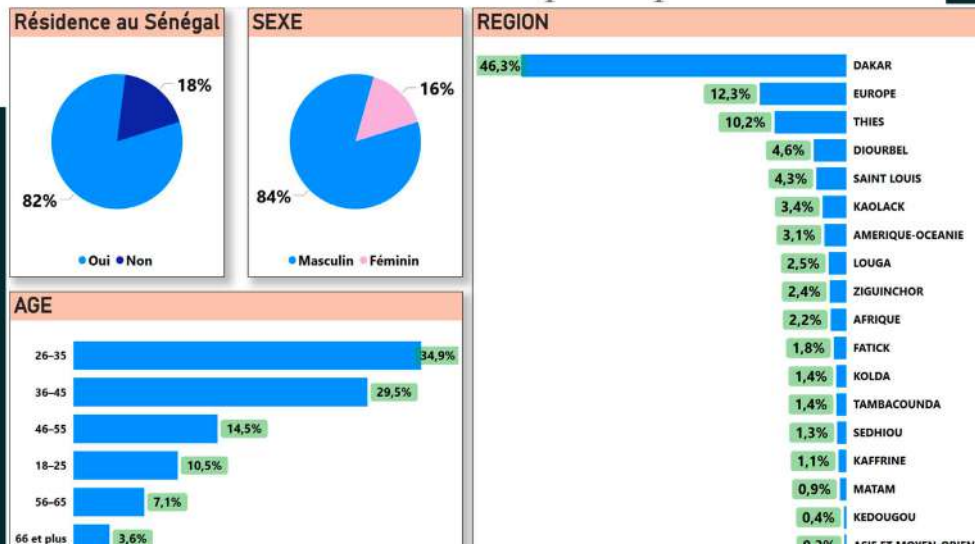 Résidence au Sénégal
18%
82%
Oui Non
SEXE
16%
84%
Masculin Féminin
AGE
26–35 34,9%
36–45 29,5%
46–55 14,5%
18–25 10,5%
56–65 7,1%
66 et plus 3,6%
REGION
46,3% DAKAR
12,3% EUROPE
10,2% THIES
4,6% DIOURBEL
4,3% SAINT LOUIS
3,4% KAOLACK
3,1% AMERIQUE-OCEANIE
2,5% LOUGA
2,4% ZIGUINCHOR
2,2% AFRIQUE
1,8% FATICK
1,4% KOLDA
1,4% TAMBACOUNDA
1,3% SEDHIOU
1,1% KAFFRINE
0,9% MATAM
0,4% KEDOUGOU